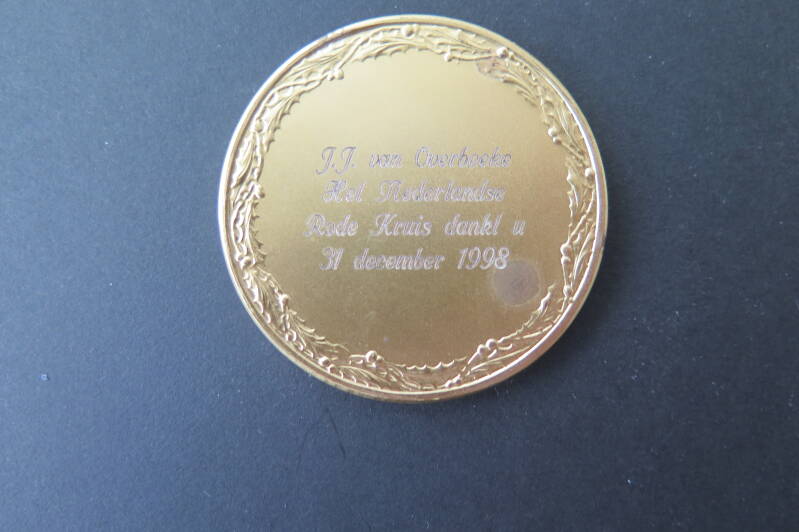 J.J. van Overbeeke
Het Nederlandse
Rode Kruis dankt u
31 december 1998